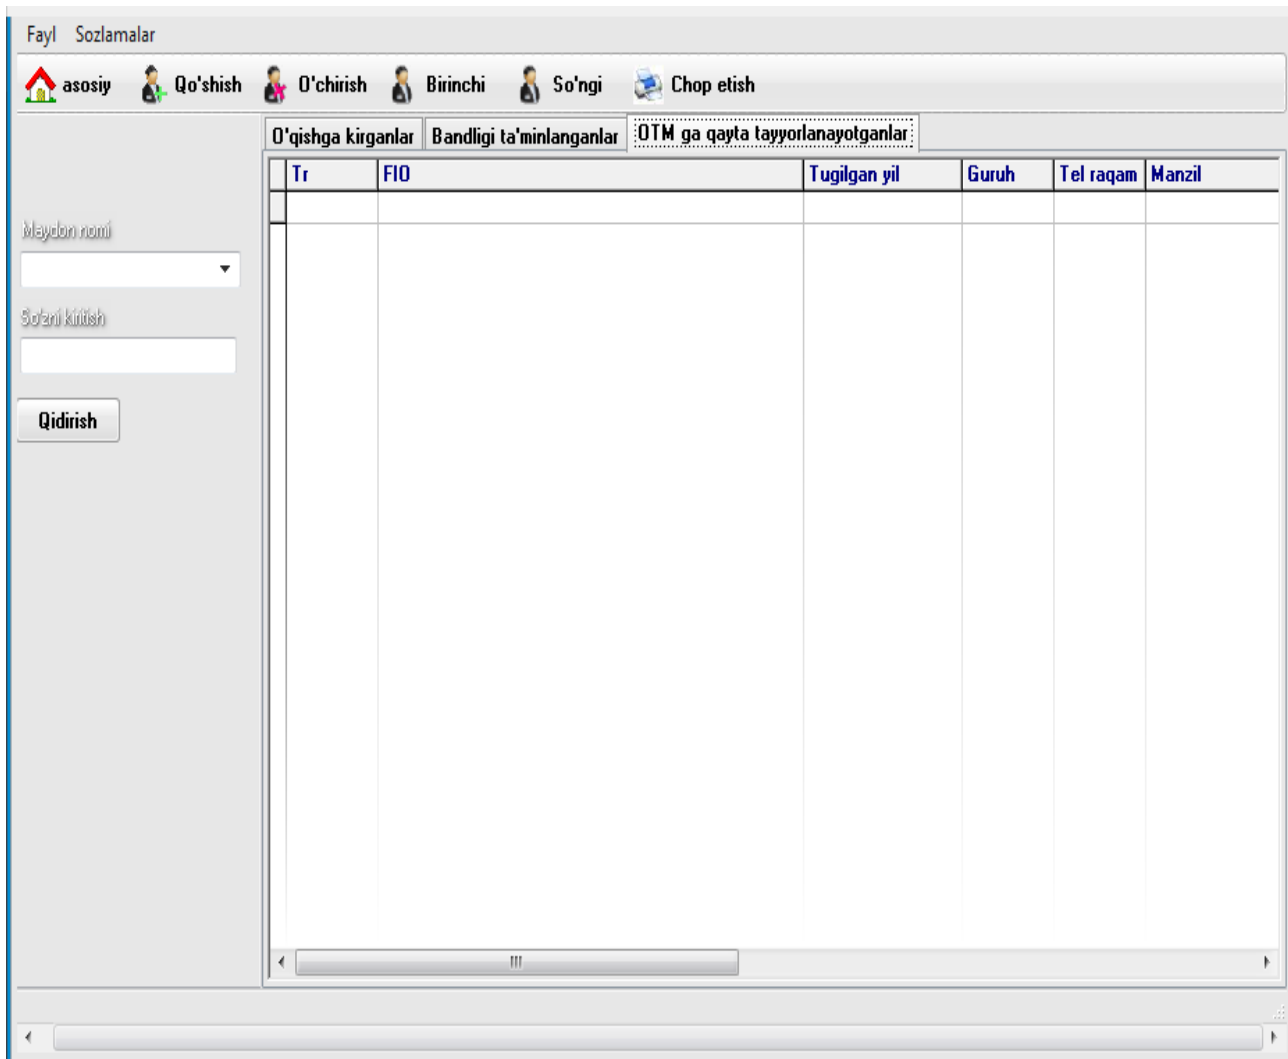 Fayl Sozlamalar
asosiy Qo'shish O'chirish Birinchi So'ngi Chop etish
O'qishga kirganlar Bandligi ta'minlanganlar OTM ga qayta tayyorlanayotganlar
Tr FIO Tugilgan yil Guruh Tel raqam Manzil
Maydon nomi
So'zni kiritish
Qidirish